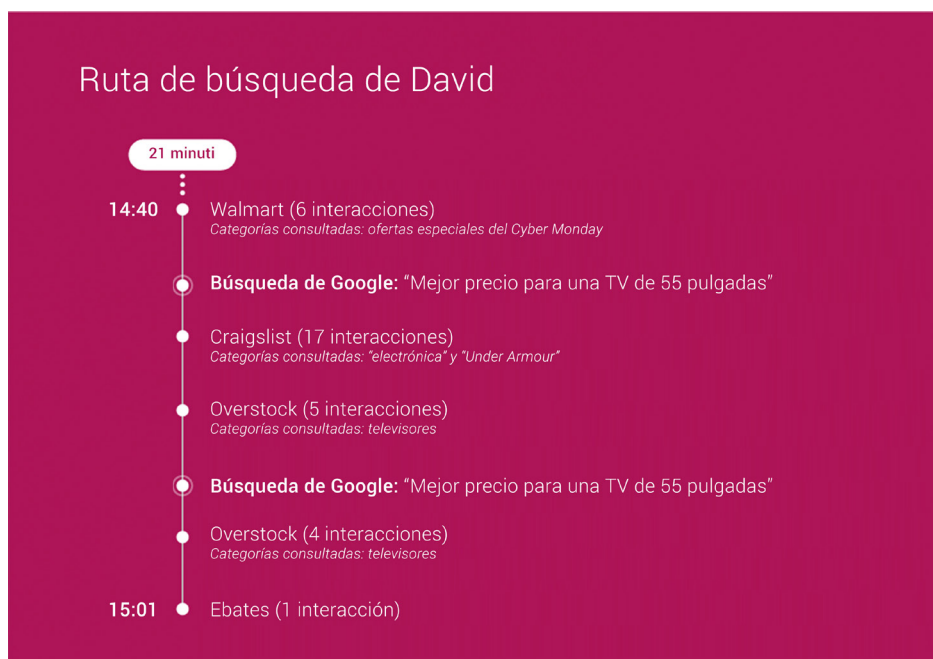 Ruta de búsqueda de David
21 minuti
14:40 Walmart (6 interacciones)
Categorías consultadas: ofertas especiales del Cyber Monday
Búsqueda de Google: “Mejor precio para una TV de 55 pulgadas”
Craigslist (17 interacciones)
Categorías consultadas: “electrónica” y “Under Armour”
Overstock (5 interacciones)
Categorías consultadas: televisores
Búsqueda de Google: “Mejor precio para una TV de 55 pulgadas”
Overstock (4 interacciones)
Categorías consultadas: televisores
15:01 Ebates (1 interacción)